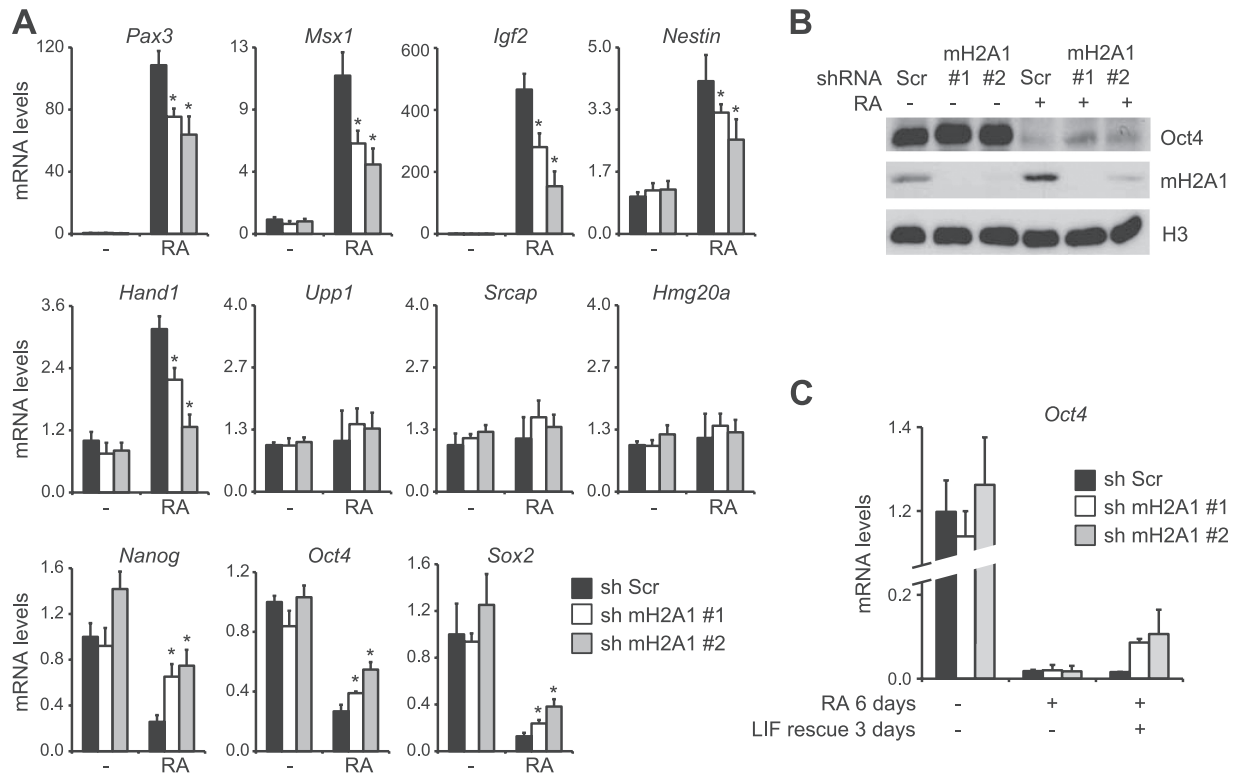 A
Pax3
Msx1
Igf2
Nestin
mRNA levels
120
80
40
0
13
9
4
0
600
400
200
0
5.0
3.3
1.7
0.0
* *
* *
* *
* *
- RA
- RA
- RA
- RA
Hand1
Upp1
Srcap
Hmg20a
mRNA levels
3.6
2.4
1.2
0.0
4.0
2.7
1.3
0.0
4.0
2.7
1.3
0.0
4.0
2.7
1.3
0.0
* *
- RA
- RA
- RA
- RA
Nanog
Oct4
Sox2
mRNA levels
1.6
1.2
0.8
0.4
0.0
1.2
0.8
0.4
0.0
1.6
1.2
0.8
0.4
0.0
* *
* *
* *
- RA
- RA
- RA
sh Scr
sh mH2A1 #1
sh mH2A1 #2
B
mH2A1 mH2A1
shRNA Scr #1 #2 Scr #1 #2
RA - - - + + +
Oct4
mH2A1
H3
C
Oct4
mRNA levels
1.4
1.2
0.2
0.0
sh Scr
sh mH2A1 #1
sh mH2A1 #2
RA 6 days - + +
LIF rescue 3 days - - +